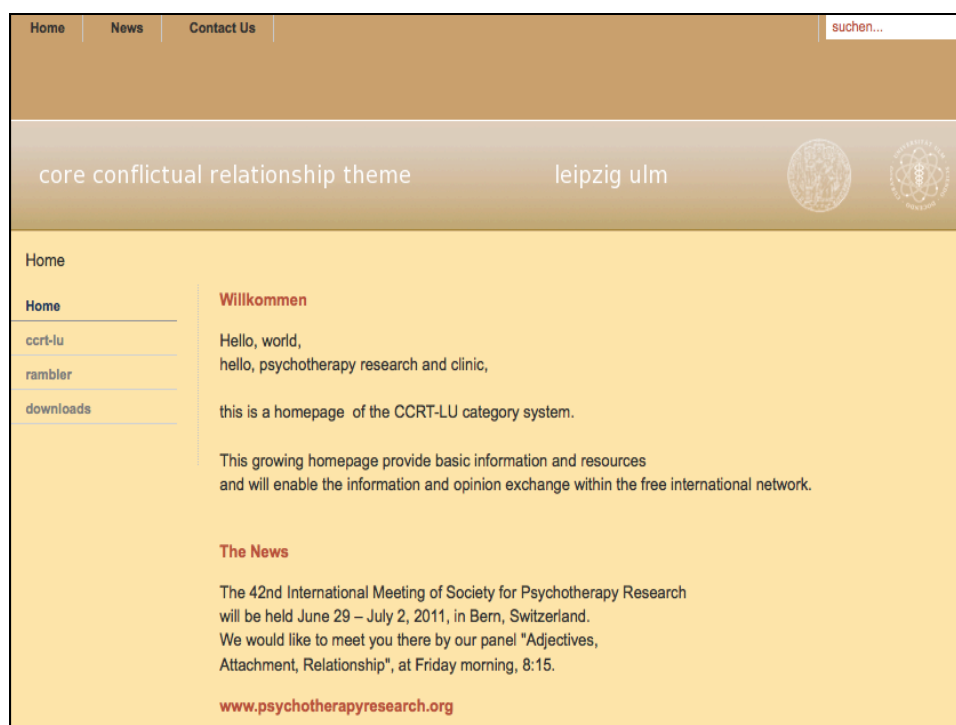 Home News Contact Us suchen...
core conflictual relationship theme leipzig ulm
Home
Home
ccrt-lu
rambler
downloads
Willkommen
Hello, world,
hello, psychotherapy research and clinic,
this is a homepage of the CCRT-LU category system.
This growing homepage provide basic information and resources
and will enable the information and opinion exchange within the free international network.
The News
The 42nd International Meeting of Society for Psychotherapy Research
will be held June 29 – July 2, 2011, in Bern, Switzerland.
We would like to meet you there by our panel "Adjectives,
Attachment, Relationship", at Friday morning, 8:15.
www.psychotherapyresearch.org